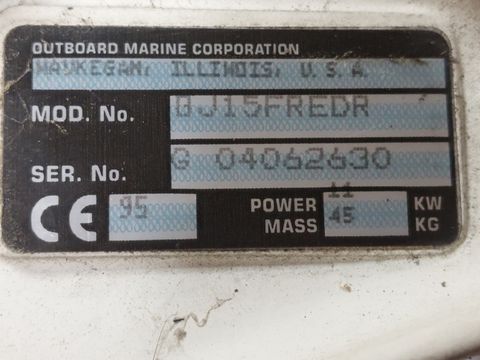 OUTBOARD MARINE CORPORATION
WAUKEGAN, ILLINOIS, U.S.A.
MOD. No. BJ15FREDR
SER. No. G 04062630
CE 95 POWER 11 KW
MASS 45 KG